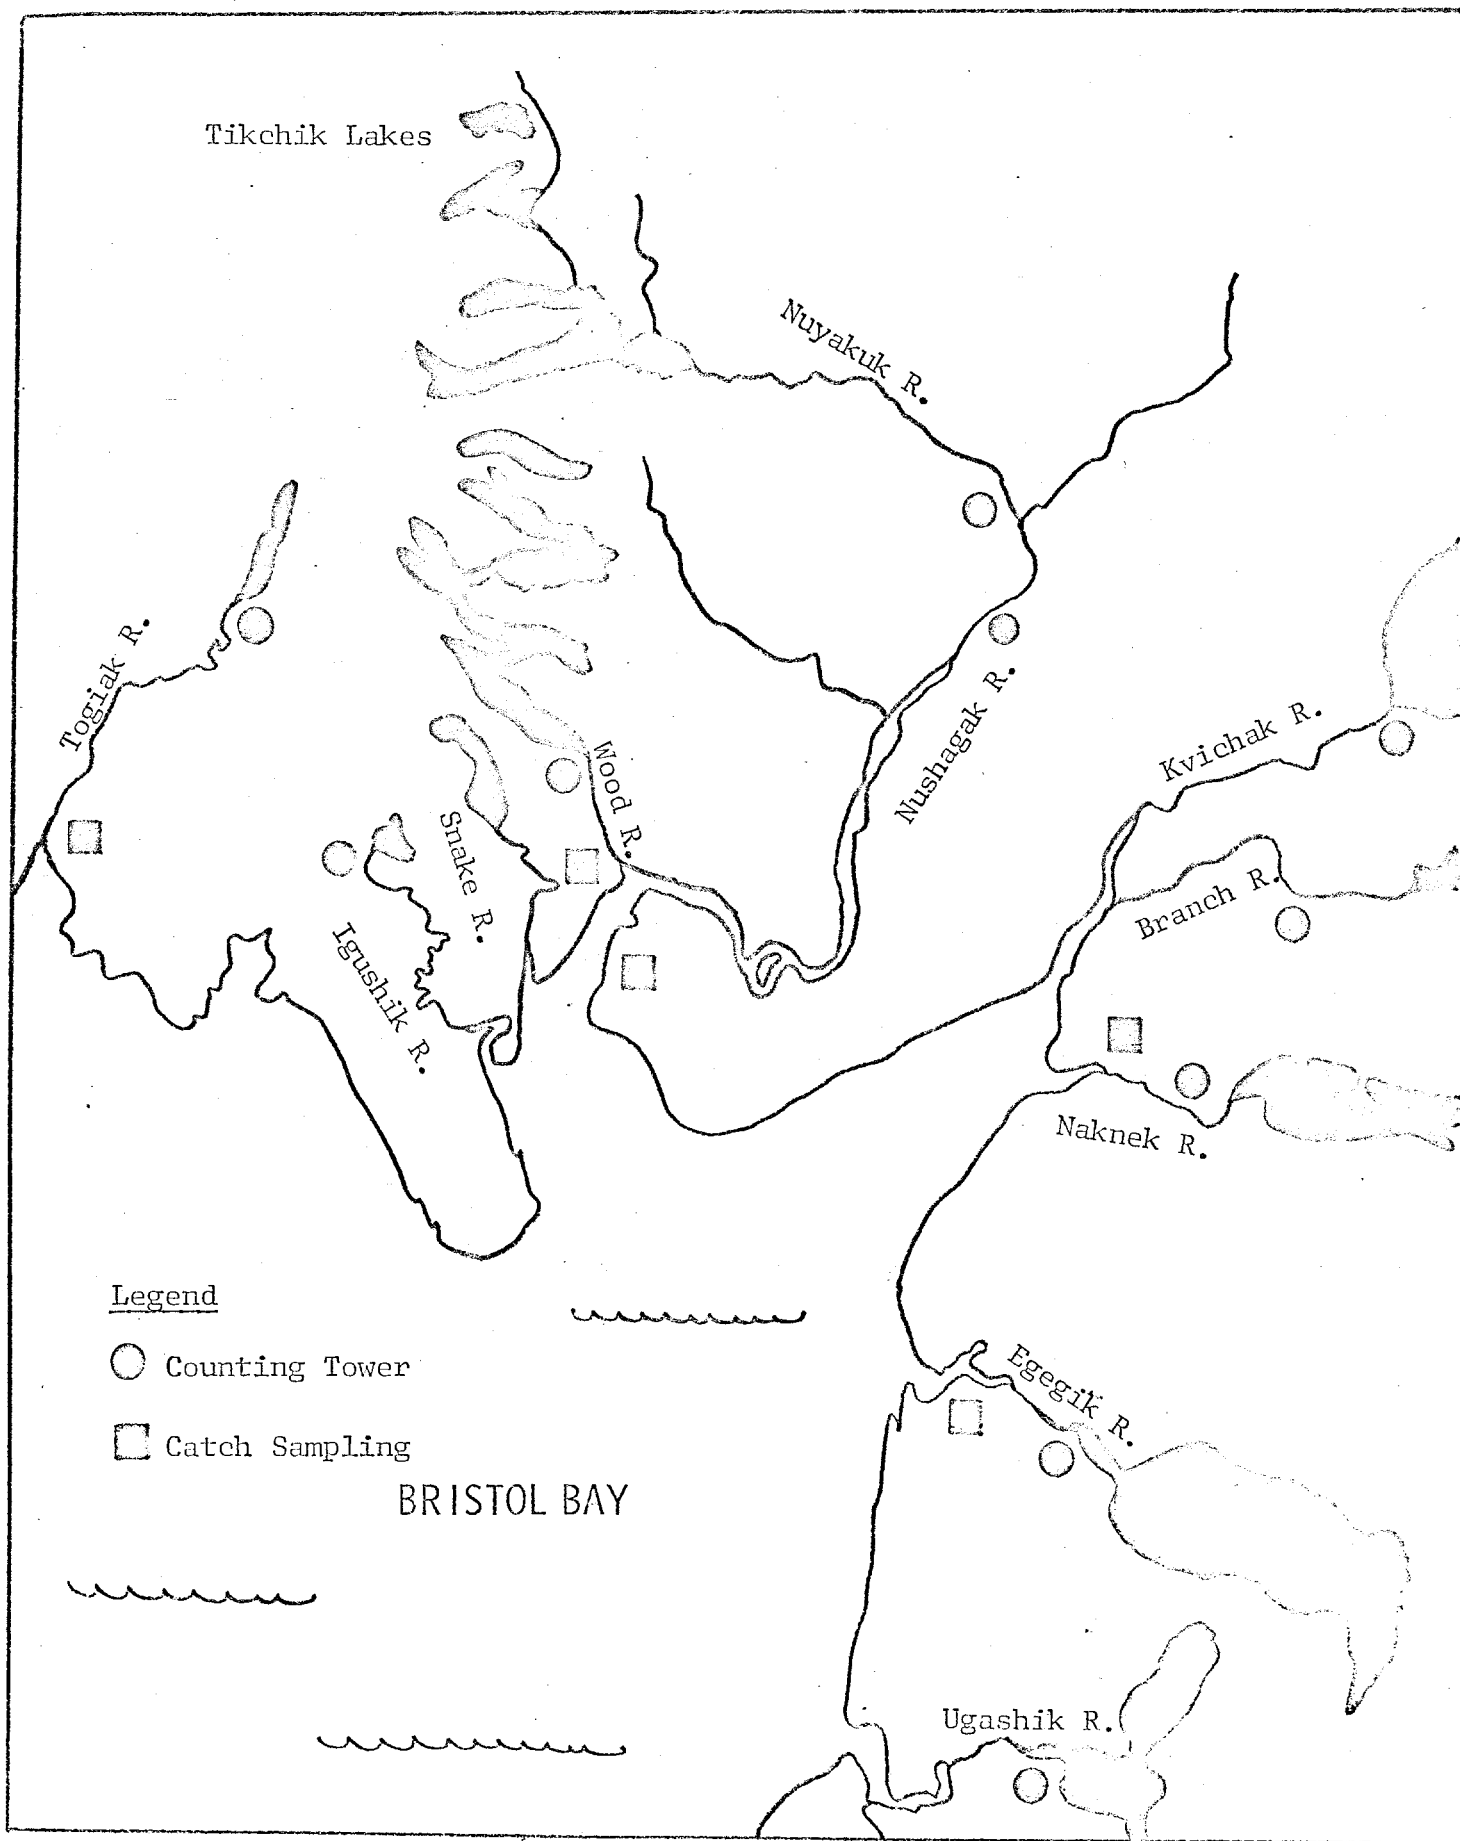 Tikchik Lakes
Nuyakuk R.
Togiak R.
Nushagak R.
Kvichak R.
Wood R.
Snake R.
Branch R.
Igushik R.
Naknek R.
Legend
Counting Tower
Egegik R.
Catch Sampling
BRISTOL BAY
Ugashik R.